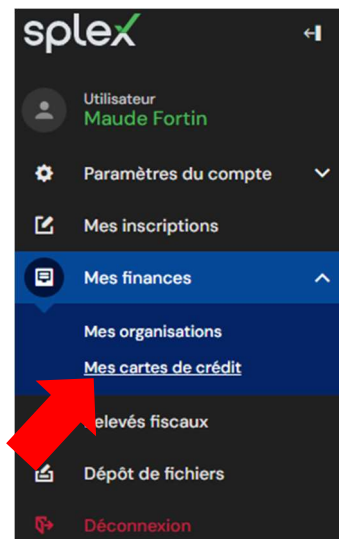 splex
Utilisateur
Maude Fortin
Paramètres du compte
Mes inscriptions
Mes finances
Mes organisations
Mes cartes de crédit
elevés fiscaux
Dépôt de fichiers
Déconnexion